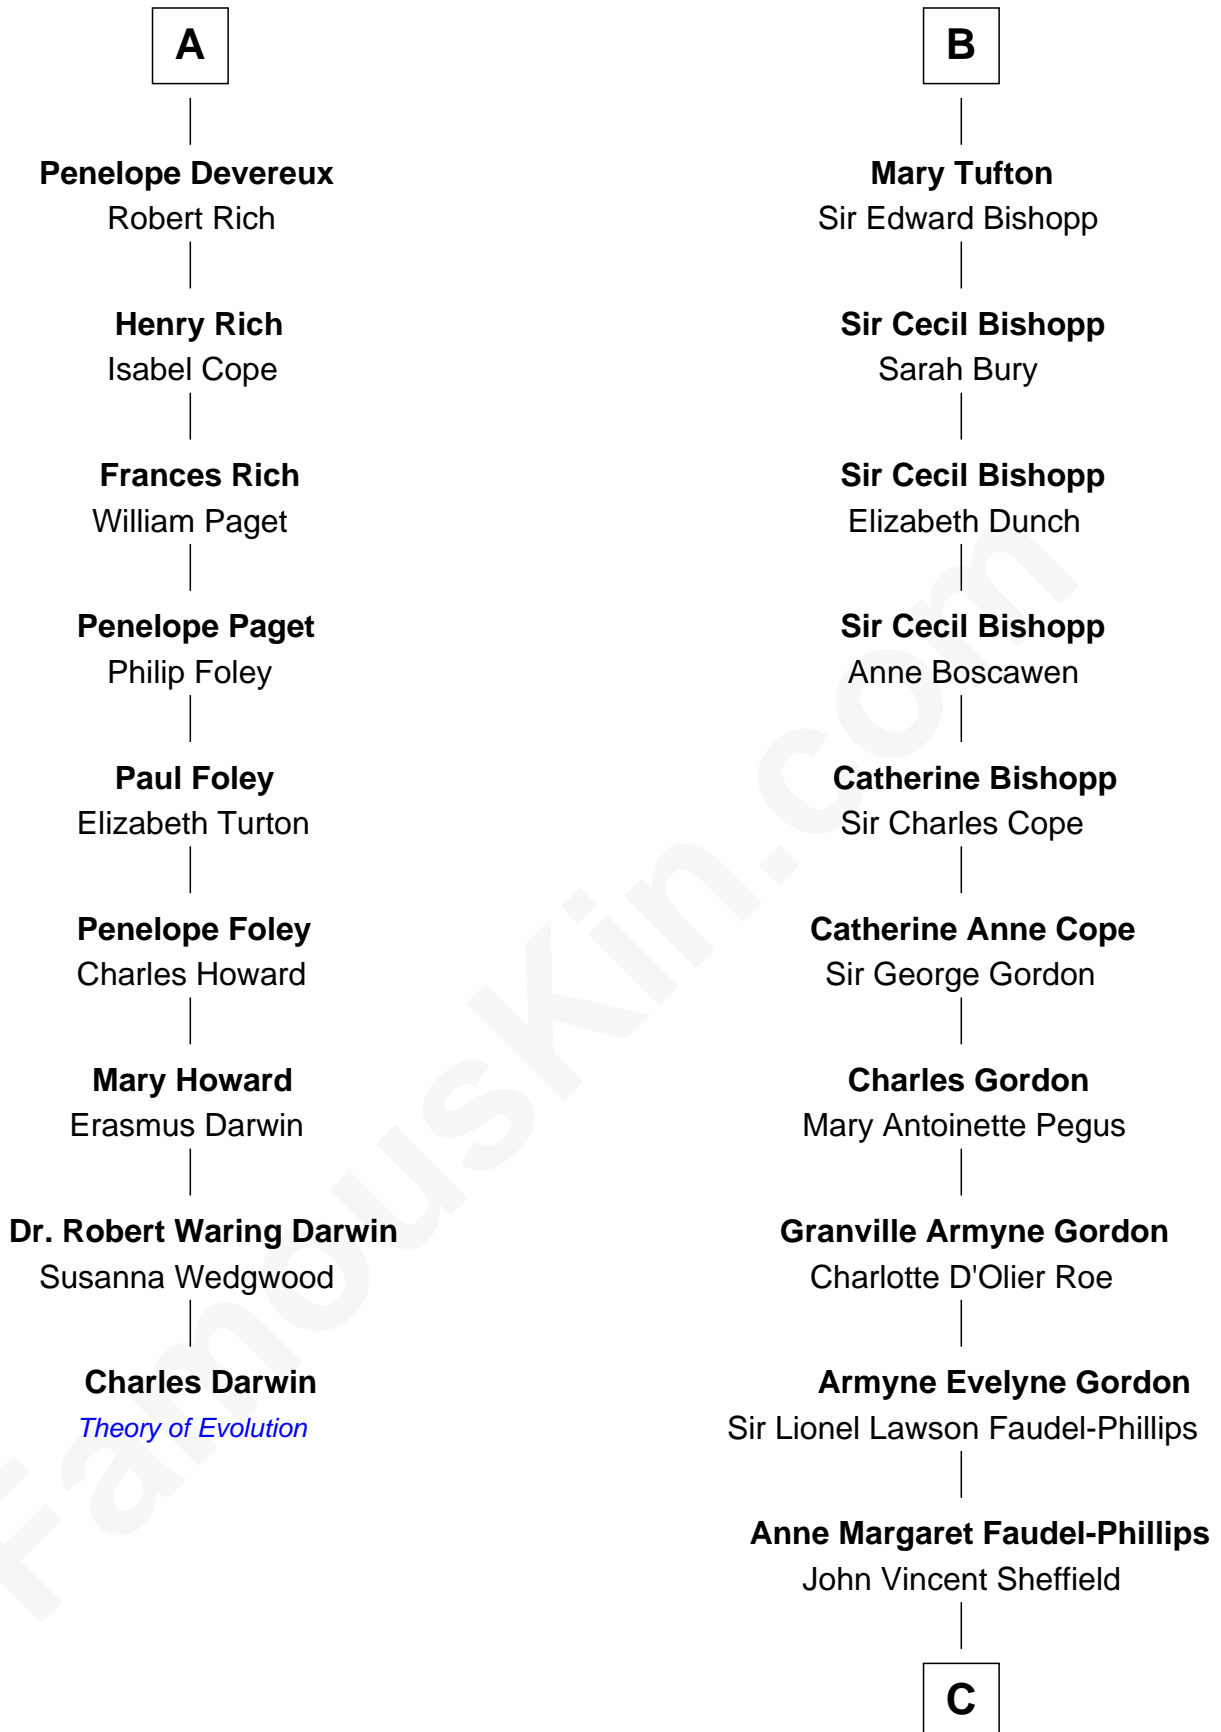 A
Penelope Devereux
Robert Rich
Henry Rich
Isabel Cope
Frances Rich
William Paget
Penelope Paget
Philip Foley
Paul Foley
Elizabeth Turton
Penelope Foley
Charles Howard
Mary Howard
Erasmus Darwin
Dr. Robert Waring Darwin
Susanna Wedgwood
Charles Darwin
Theory of Evolution
B
Mary Tufton
Sir Edward Bishopp
Sir Cecil Bishopp
Sarah Bury
Sir Cecil Bishopp
Elizabeth Dunch
Sir Cecil Bishopp
Anne Boscawen
Catherine Bishopp
Sir Charles Cope
Catherine Anne Cope
Sir George Gordon
Charles Gordon
Mary Antoinette Pegus
Granville Armyne Gordon
Charlotte D'Olier Roe
Armyne Evelyne Gordon
Sir Lionel Lawson Faudel-Phillips
Anne Margaret Faudel-Phillips
John Vincent Sheffield
C
FamousKin.com